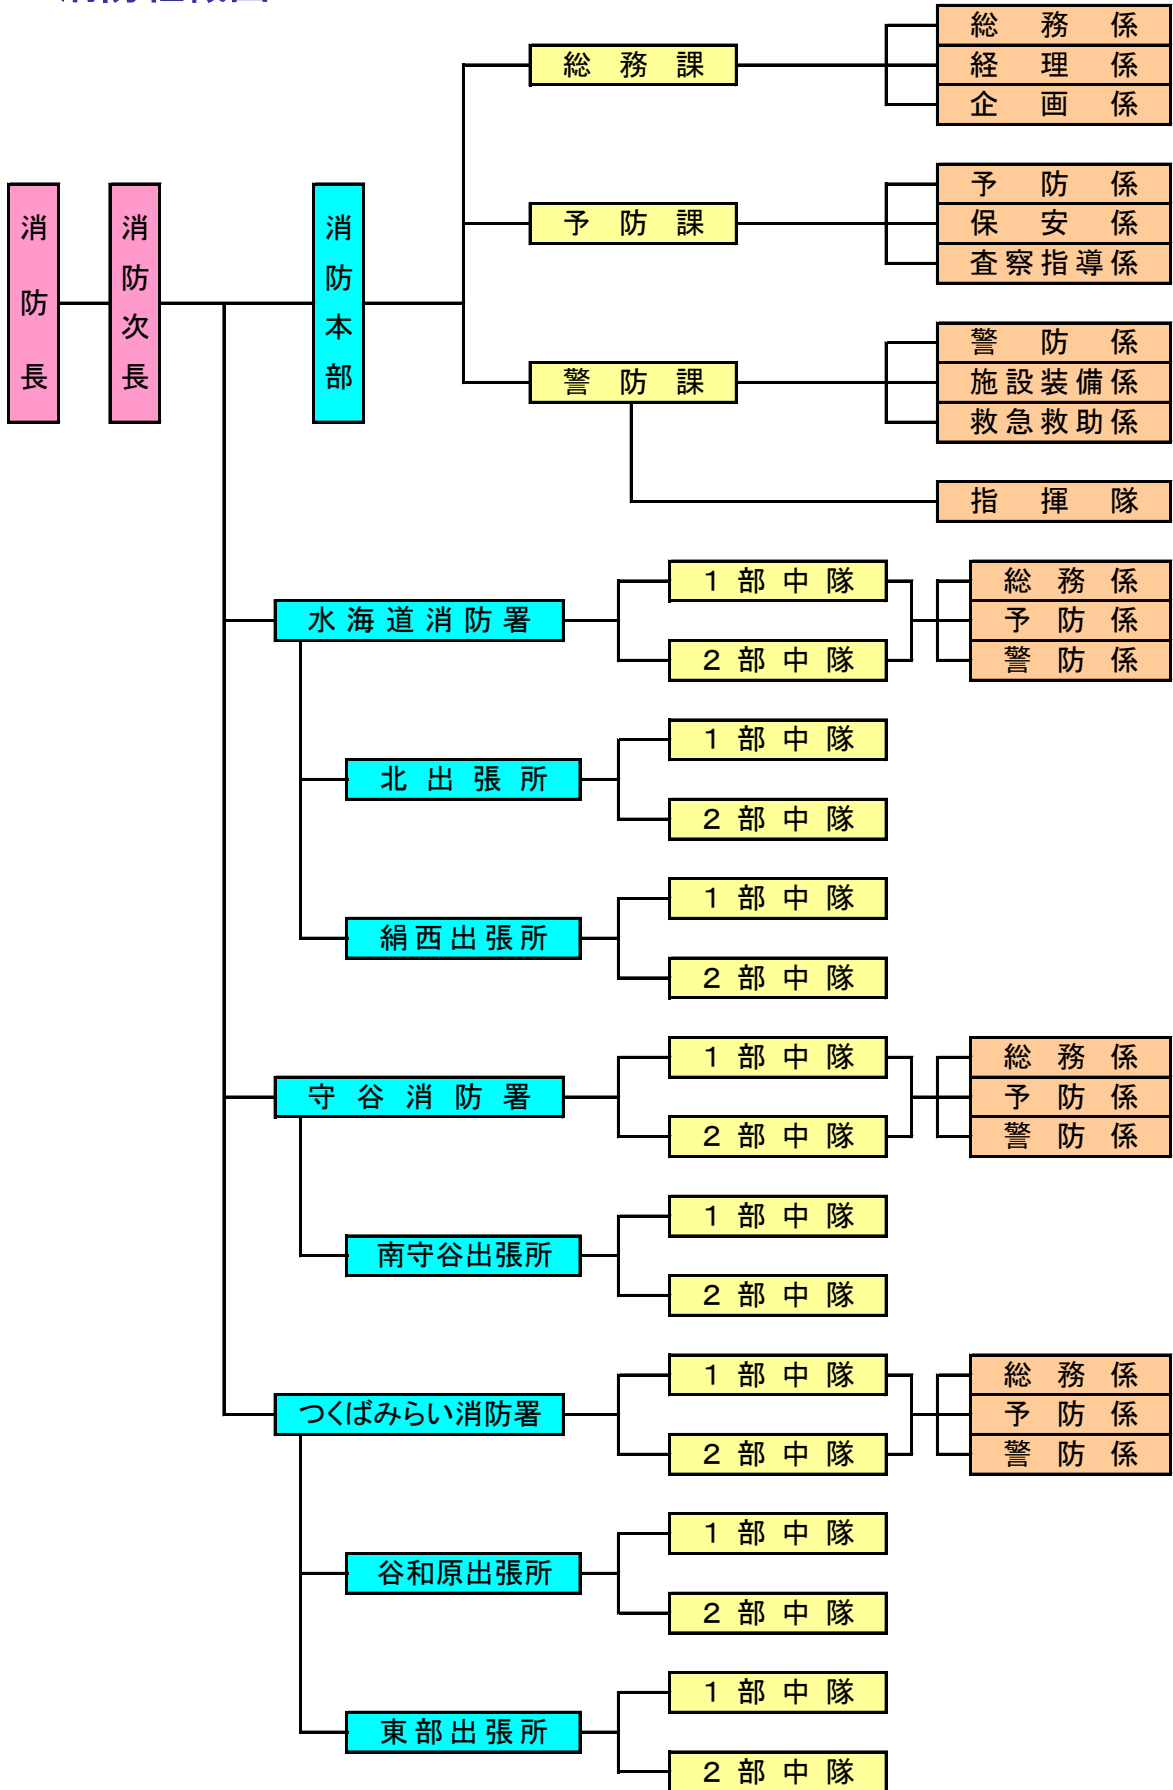 総務係
総務課
経理係
企画係
予防係
予防課
保安係
査察指導係
消防長
消防次長
消防本部
警防係
警防課
施設装備係
救急救助係
指揮隊
1部中隊
総務係
水海道消防署
予防係
2部中隊
警防係
1部中隊
北出張所
2部中隊
1部中隊
絹西出張所
2部中隊
1部中隊
総務係
守谷消防署
予防係
2部中隊
警防係
1部中隊
南守谷出張所
2部中隊
1部中隊
総務係
つくばみらい消防署
予防係
2部中隊
警防係
1部中隊
谷和原出張所
2部中隊
1部中隊
東部出張所
2部中隊